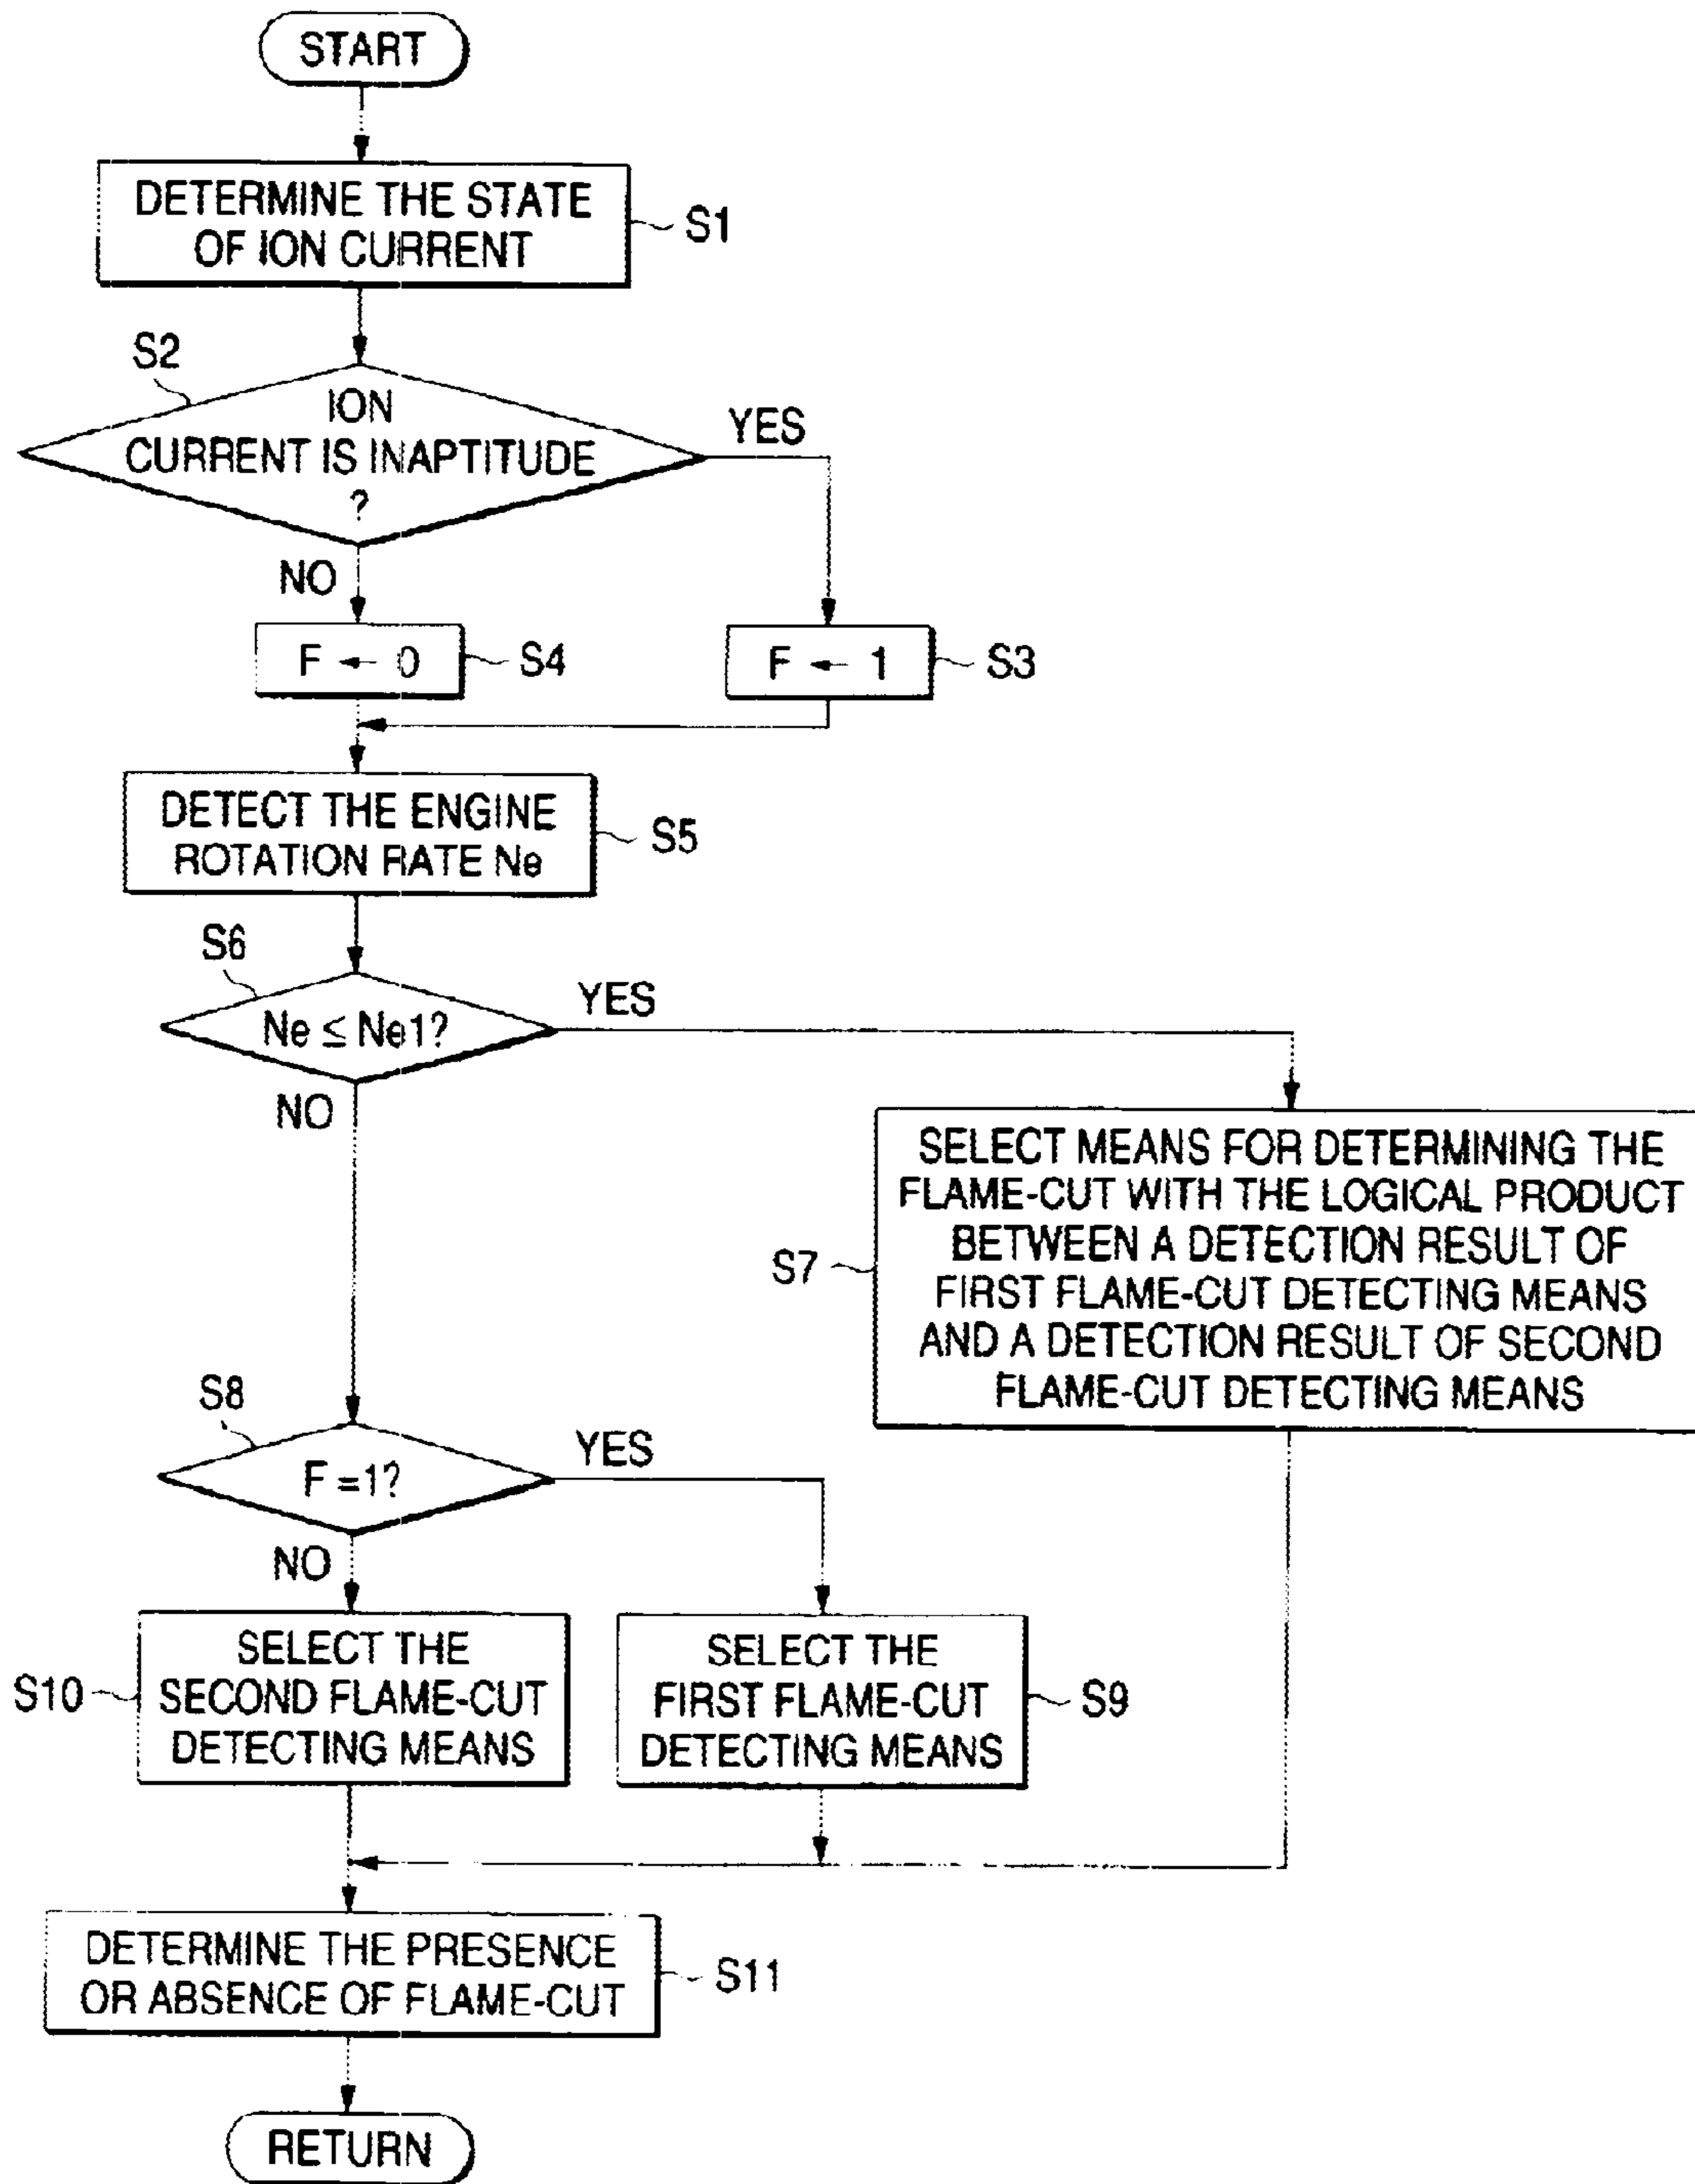 START
DETERMINE THE STATE
OF ION CURRENT
S1
S2
ION
CURRENT IS INAPTITUDE
?
YES
NO
F ← 0
S4
F ← 1
S3
DETECT THE ENGINE
ROTATION RATE Ne
S5
S6
Ne ≤ Ne1?
YES
NO
S7
SELECT MEANS FOR DETERMINING THE
FLAME-CUT WITH THE LOGICAL PRODUCT
BETWEEN A DETECTION RESULT OF
FIRST FLAME-CUT DETECTING MEANS
AND A DETECTION RESULT OF SECOND
FLAME-CUT DETECTING MEANS
S8
F =1?
YES
NO
S10
SELECT THE
SECOND FLAME-CUT
DETECTING MEANS
SELECT THE
FIRST FLAME-CUT
DETECTING MEANS
S9
DETERMINE THE PRESENCE
OR ABSENCE OF FLAME-CUT
S11
RETURN